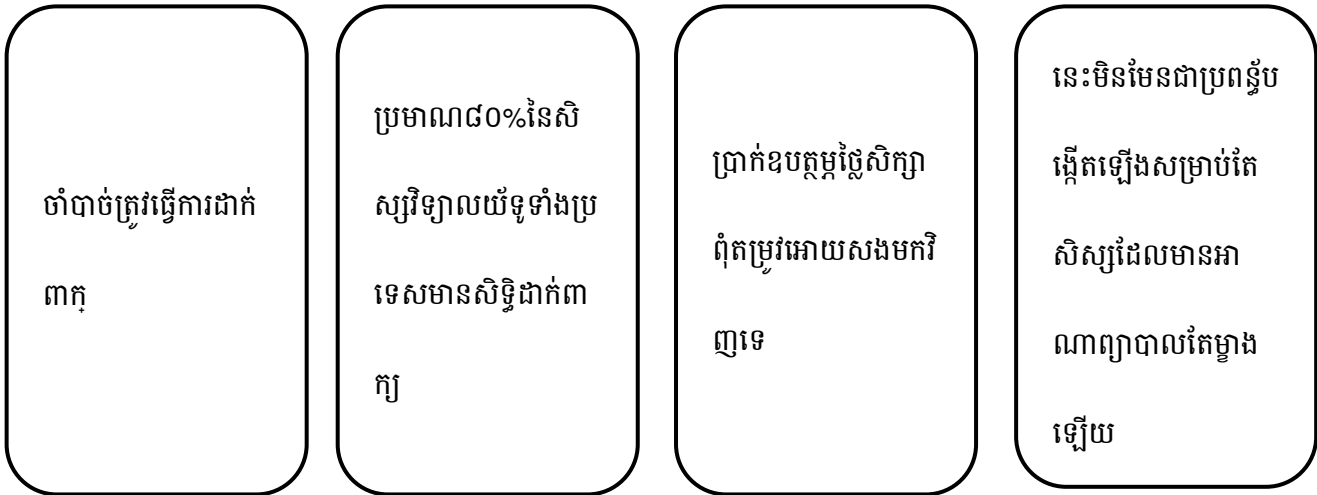 ចាំបាច់ត្រូវធ្វើការដាក់
ពាក្
ប្រមាណ៨០%នៃសិ
ស្សវិទ្យាលយ័ទូទាំងប្រ
ទេសមានសិទ្ធិដាក់ពា
ក្យ
ប្រាក់ឧបត្ថម្ភថ្លៃសិក្សា
ពុំតម្រូវអោយសងមកវិ
ញទេ
នេះមិនមែនជាប្រពន្ធ័ប
ង្កើតឡើងសម្រាប់តែ
សិស្សដែលមានអា
ណាព្យាបាលតែម្ខាង
ឡើយ